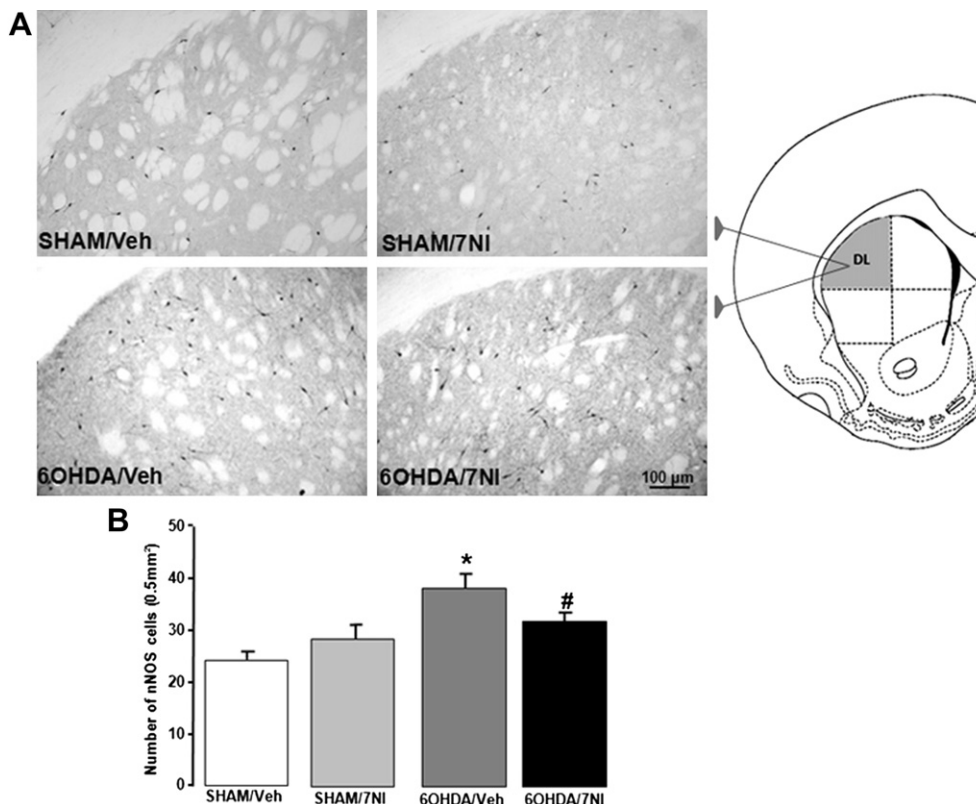 A
SHAM/Veh
SHAM/7NI
6OHDA/Veh
6OHDA/7NI
100 µm
DL
B
Number of nNOS cells (0.5mm²)
50
40
30
20
10
0
*
#
SHAM/Veh
SHAM/7NI
6OHDA/Veh
6OHDA/7NI